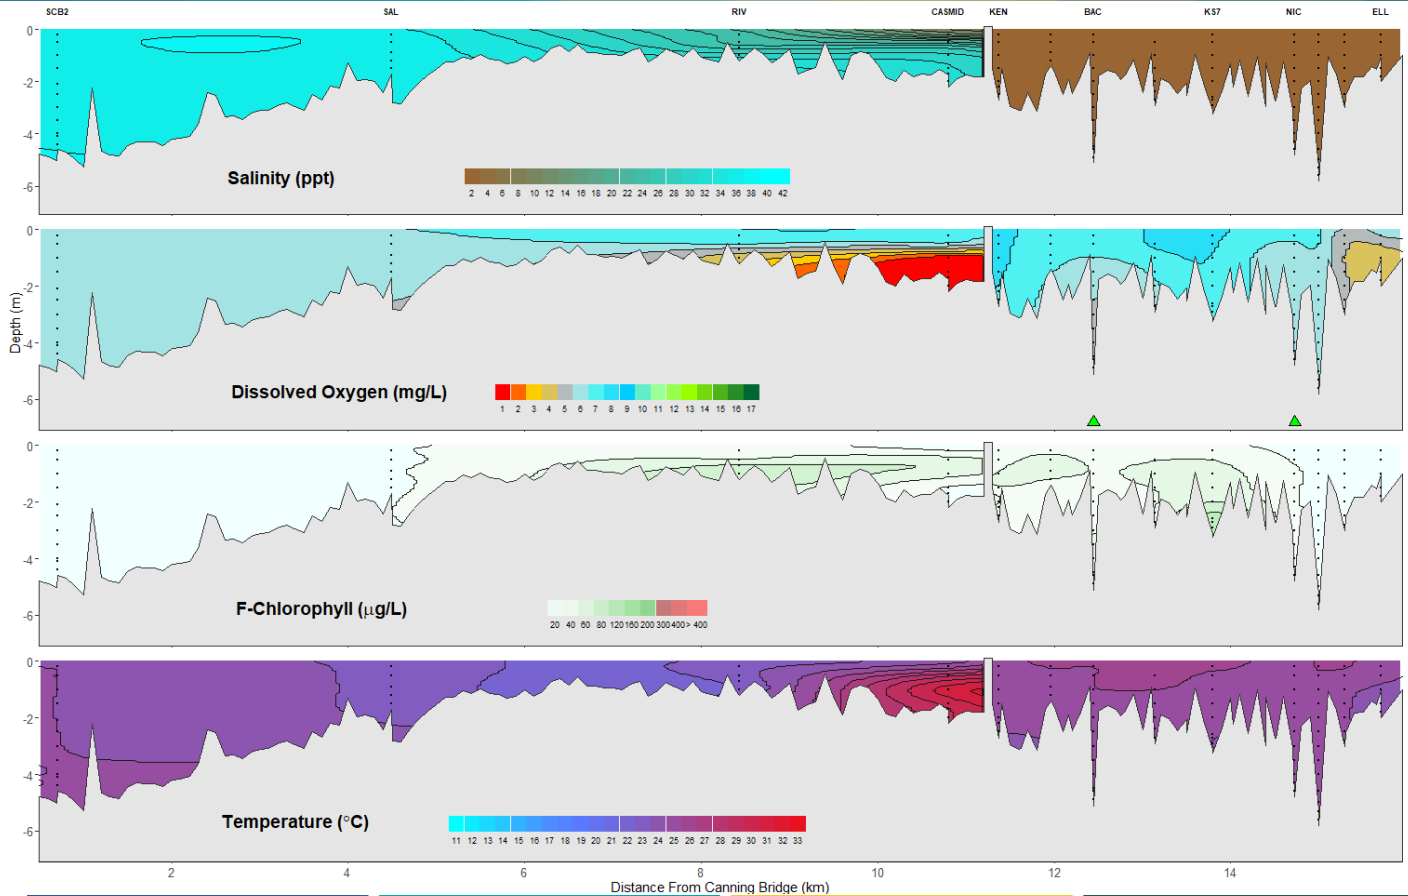 SCB2 SAL RIV CASMID KEN BAC KS7 NIC ELL
0
-2
-4
-6
Salinity (ppt)
2 4 6 8 10 12 14 16 18 20 22 24 26 28 30 32 34 36 38 40 42
0
-2
-4
-6
Depth (m)
Dissolved Oxygen (mg/L)
1 2 3 4 5 6 7 8 9 10 11 12 13 14 15 16 17
0
-2
-4
-6
F-Chlorophyll (µg/L)
20 40 60 80 120 160 200 300 400 > 400
0
-2
-4
-6
Temperature (°C)
11 12 13 14 15 16 17 18 19 20 21 22 23 24 25 26 27 28 29 30 31 32 33
2 4 6 8 10 12 14
Distance From Canning Bridge (km)